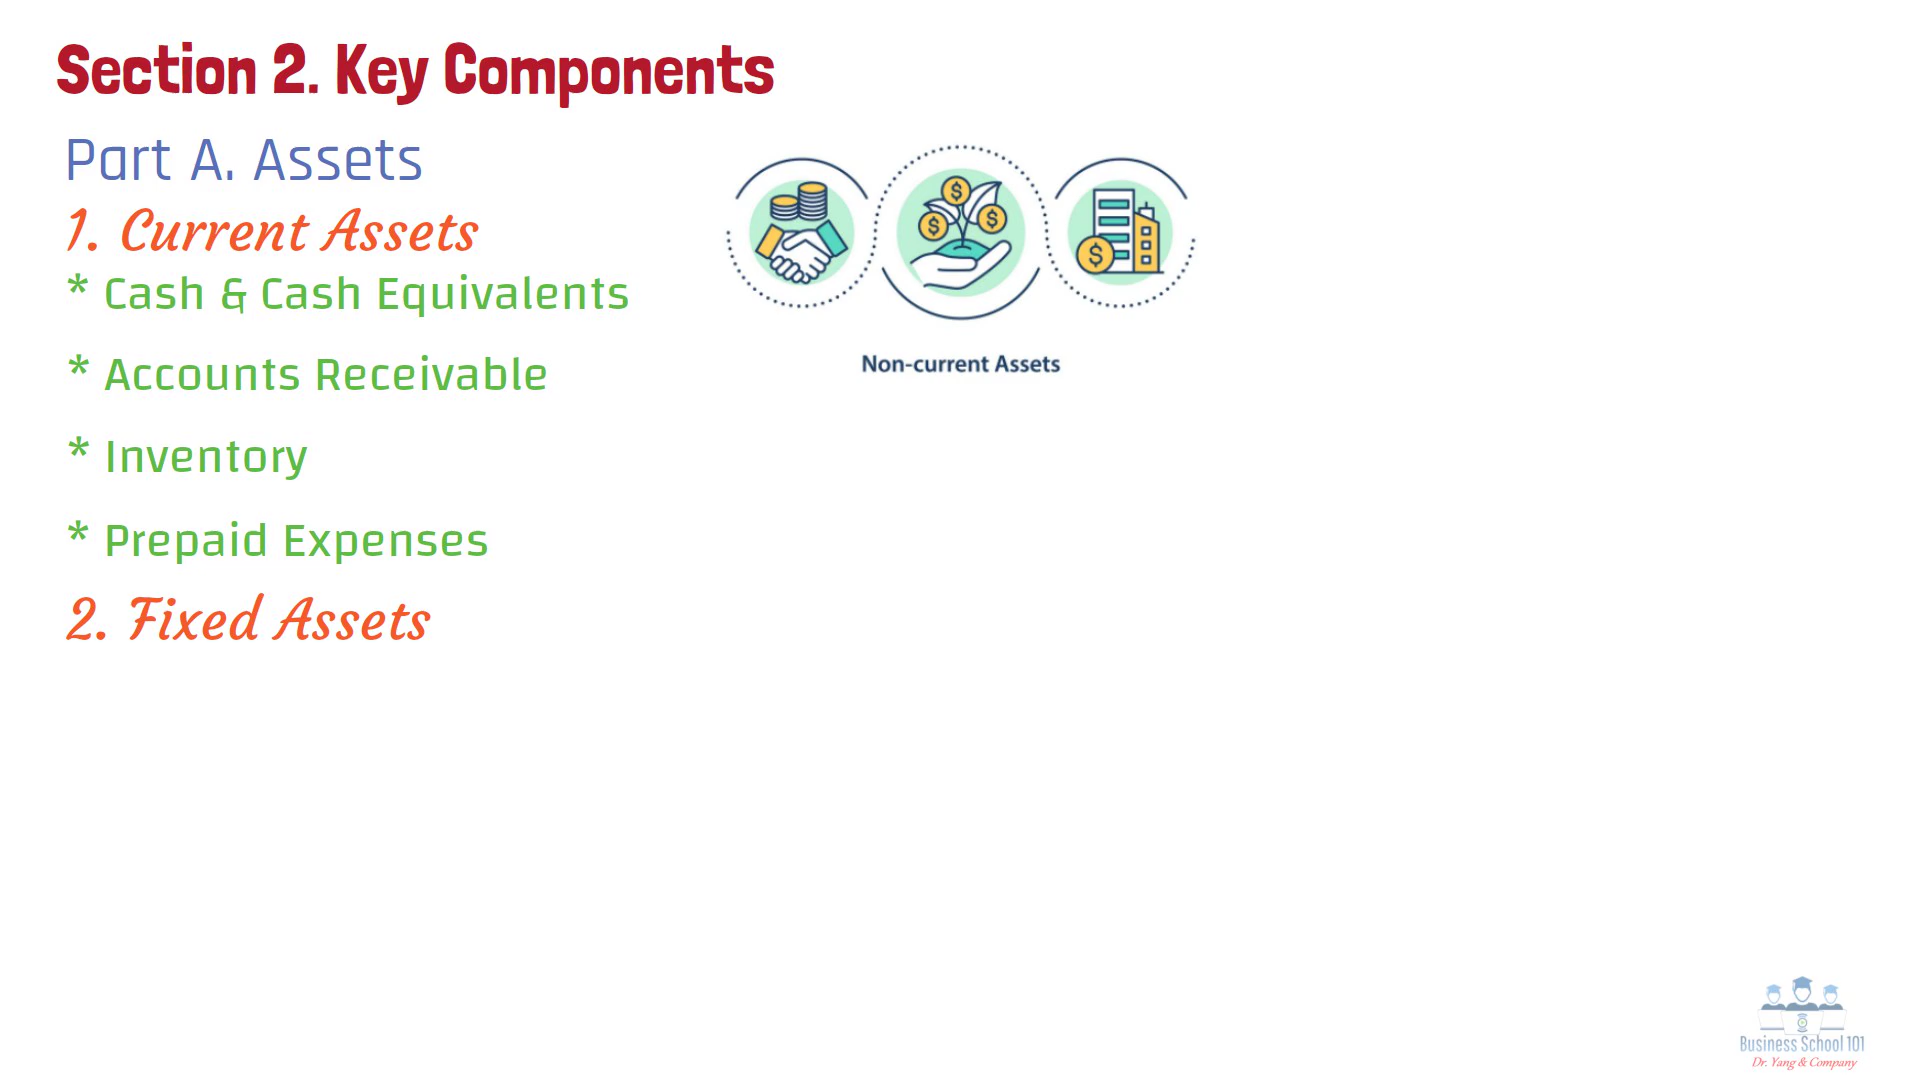 Section 2. Key Components
Part A. Assets
1. Current Assets
* Cash & Cash Equivalents
* Accounts Receivable
* Inventory
* Prepaid Expenses
2. Fixed Assets
Non-current Assets
Business School 101
Dr. Yang & Company